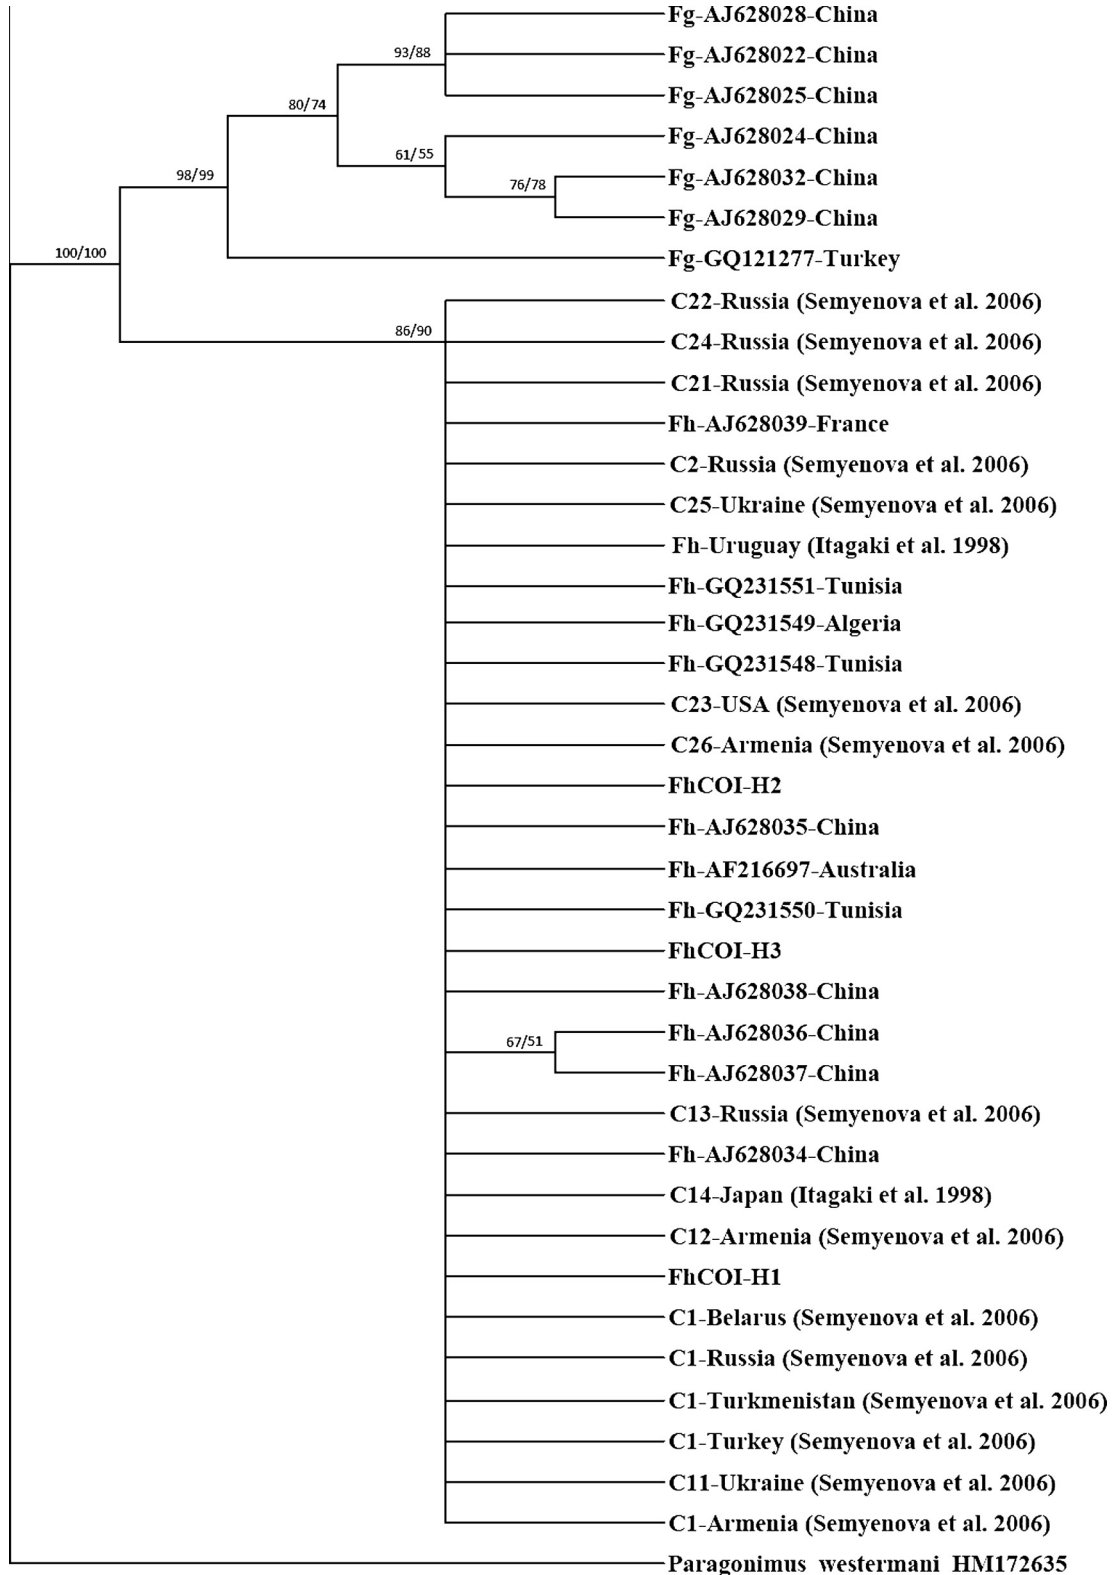 Fg-AJ628028-China
93/88
Fg-AJ628022-China
Fg-AJ628025-China
80/74
Fg-AJ628024-China
61/55
Fg-AJ628032-China
98/99
76/78
Fg-AJ628029-China
100/100
Fg-GQ121277-Turkey
C22-Russia (Semyenova et al. 2006)
86/90
C24-Russia (Semyenova et al. 2006)
C21-Russia (Semyenova et al. 2006)
Fh-AJ628039-France
C2-Russia (Semyenova et al. 2006)
C25-Ukraine (Semyenova et al. 2006)
Fh-Uruguay (Itagaki et al. 1998)
Fh-GQ231551-Tunisia
Fh-GQ231549-Algeria
Fh-GQ231548-Tunisia
C23-USA (Semyenova et al. 2006)
C26-Armenia (Semyenova et al. 2006)
FhCOI-H2
Fh-AJ628035-China
Fh-AF216697-Australia
Fh-GQ231550-Tunisia
FhCOI-H3
Fh-AJ628038-China
Fh-AJ628036-China
67/51
Fh-AJ628037-China
C13-Russia (Semyenova et al. 2006)
Fh-AJ628034-China
C14-Japan (Itagaki et al. 1998)
C12-Armenia (Semyenova et al. 2006)
FhCOI-H1
C1-Belarus (Semyenova et al. 2006)
C1-Russia (Semyenova et al. 2006)
C1-Turkmenistan (Semyenova et al. 2006)
C1-Turkey (Semyenova et al. 2006)
C11-Ukraine (Semyenova et al. 2006)
C1-Armenia (Semyenova et al. 2006)
Paragonimus westermani HM172635